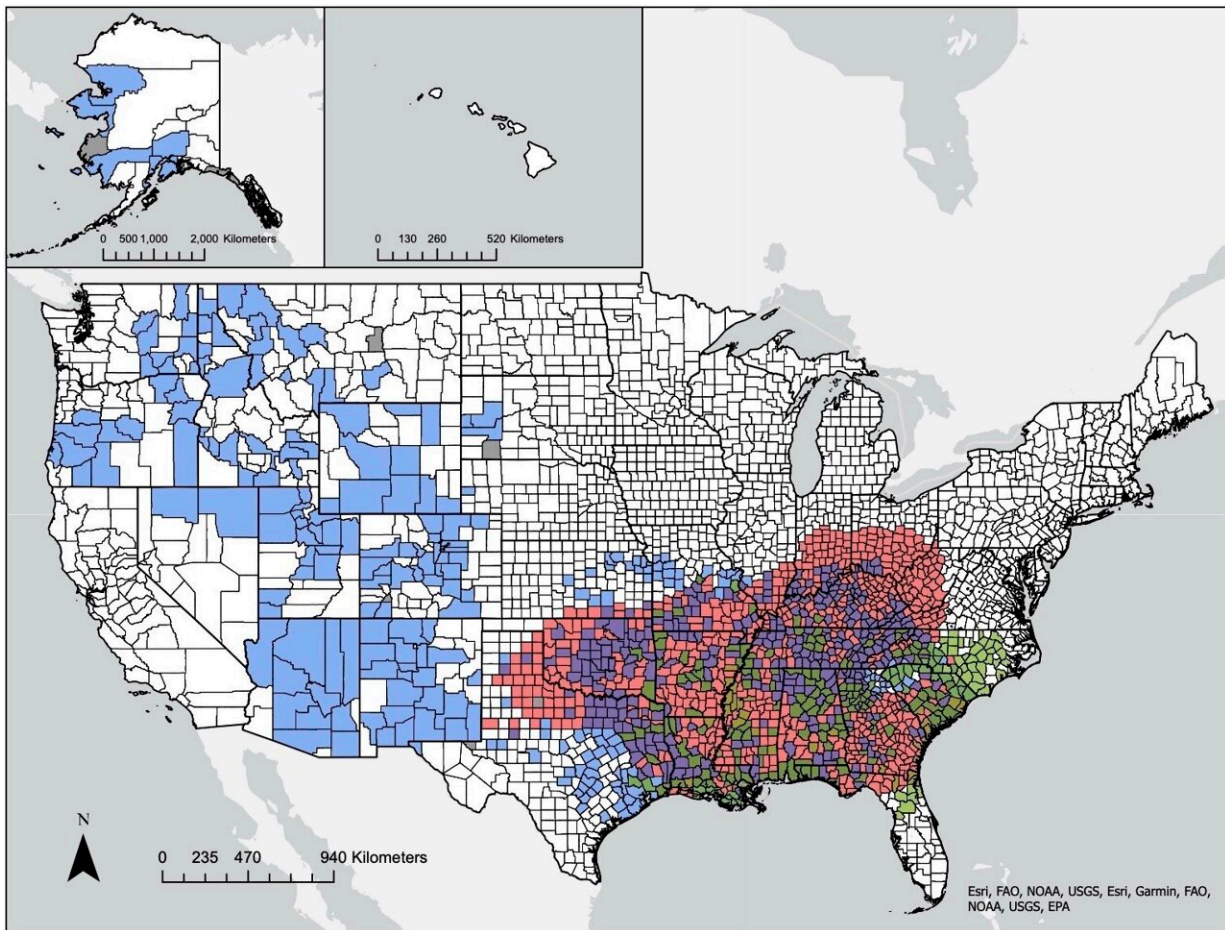 0 500 1,000 2,000 Kilometers
0 130 260 520 Kilometers
N
0 235 470 940 Kilometers
Esri, FAO, NOAA, USGS, Esri, Garmin, FAO,
NOAA, USGS, EPA